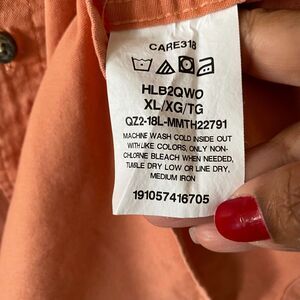 CARE318
HLB2QWO
XL/XG/TG
QZ2-18L-MMTH22791
MACHINE WASH COLD INSIDE OUT
WITH LIKE COLORS, ONLY NON-
CHLORINE BLEACH WHEN NEEDED,
TUMBLE DRY LOW OR LINE DRY,
MEDIUM IRON
191057416705